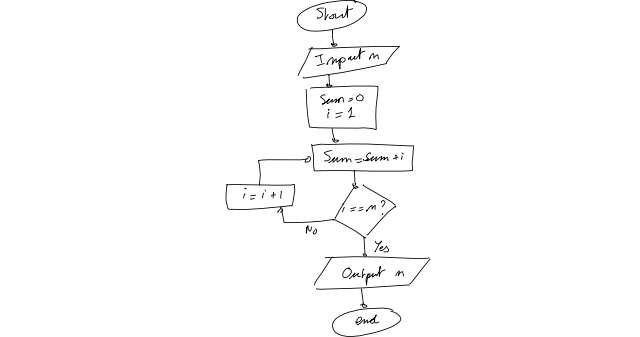 Start
Input n
Sum=0
i = 1
Sum=Sum+i
i = i+1
i == n?
No
Yes
Output n
end